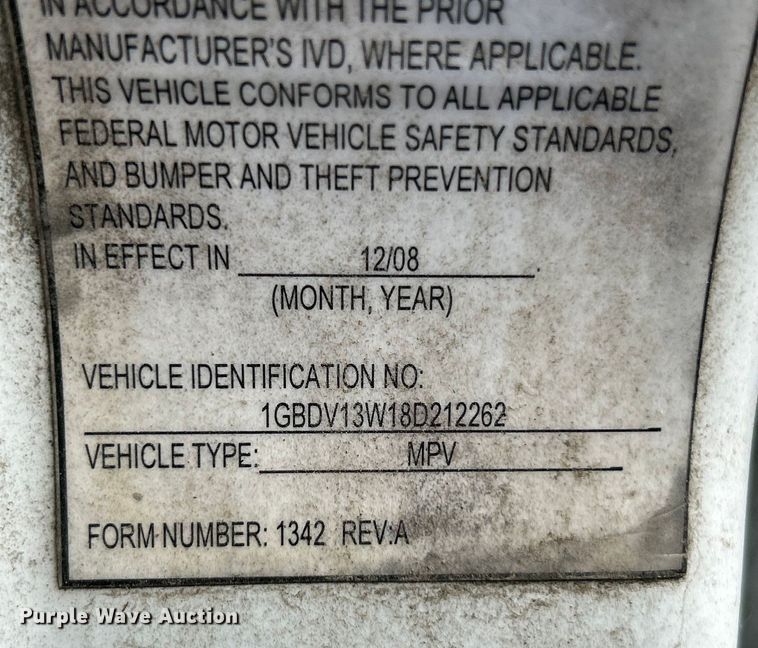 IN ACCORDANCE WITH THE PRIOR
MANUFACTURER'S IVD, WHERE APPLICABLE.
THIS VEHICLE CONFORMS TO ALL APPLICABLE
FEDERAL MOTOR VEHICLE SAFETY STANDARDS,
AND BUMPER AND THEFT PREVENTION
STANDARDS.
IN EFFECT IN 12/08.
(MONTH, YEAR)
VEHICLE IDENTIFICATION NO:
1GBDV13W18D212262
VEHICLE TYPE: MPV
FORM NUMBER: 1342 REV:A
Purple Wave Auction